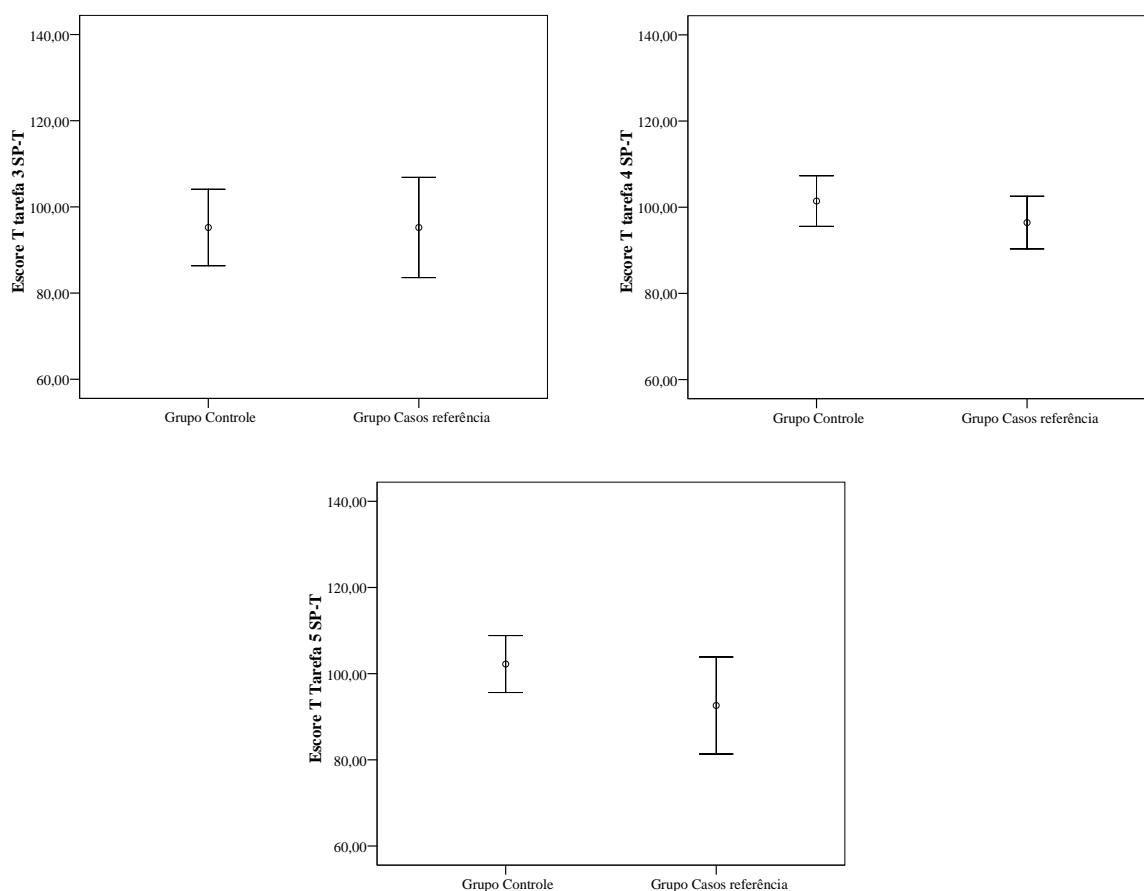 Escore T tarefa 3 SP-T
140,00
120,00
100,00
80,00
60,00
Grupo Controle
Grupo Casos referência
Escore T tarefa 4 SP-T
140,00
120,00
100,00
80,00
60,00
Grupo Controle
Grupo Casos referência
Escore T Tarefa 5 SP-T
140,00
120,00
100,00
80,00
60,00
Grupo Controle
Grupo Casos referência